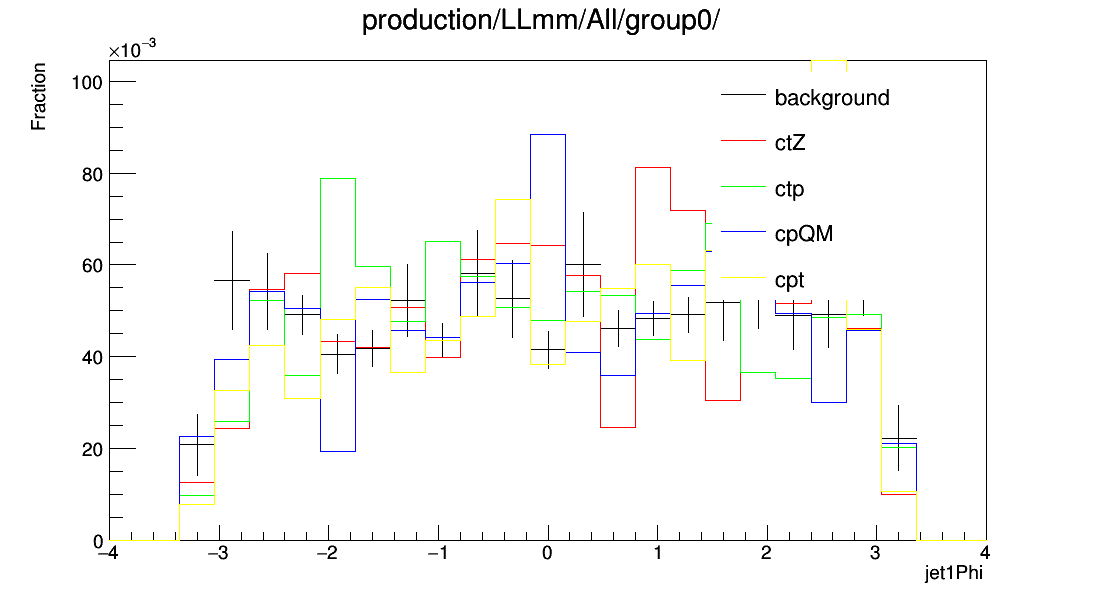 production/LLmm/All/group0/
×10⁻³
Fraction
100
80
60
40
20
0
background
ctZ
ctp
cpQM
cpt
−4 −3 −2 −1 0 1 2 3 4
jet1Phi